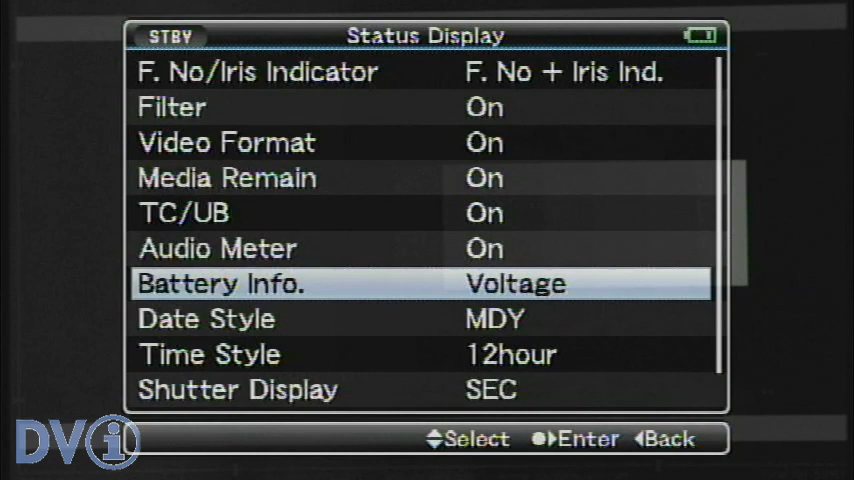 STBY Status Display
F. No/Iris Indicator F. No + Iris Ind.
Filter On
Video Format On
Media Remain On
TC/UB On
Audio Meter On
Battery Info. Voltage
Date Style MDY
Time Style 12hour
Shutter Display SEC
Select Enter Back
DVi